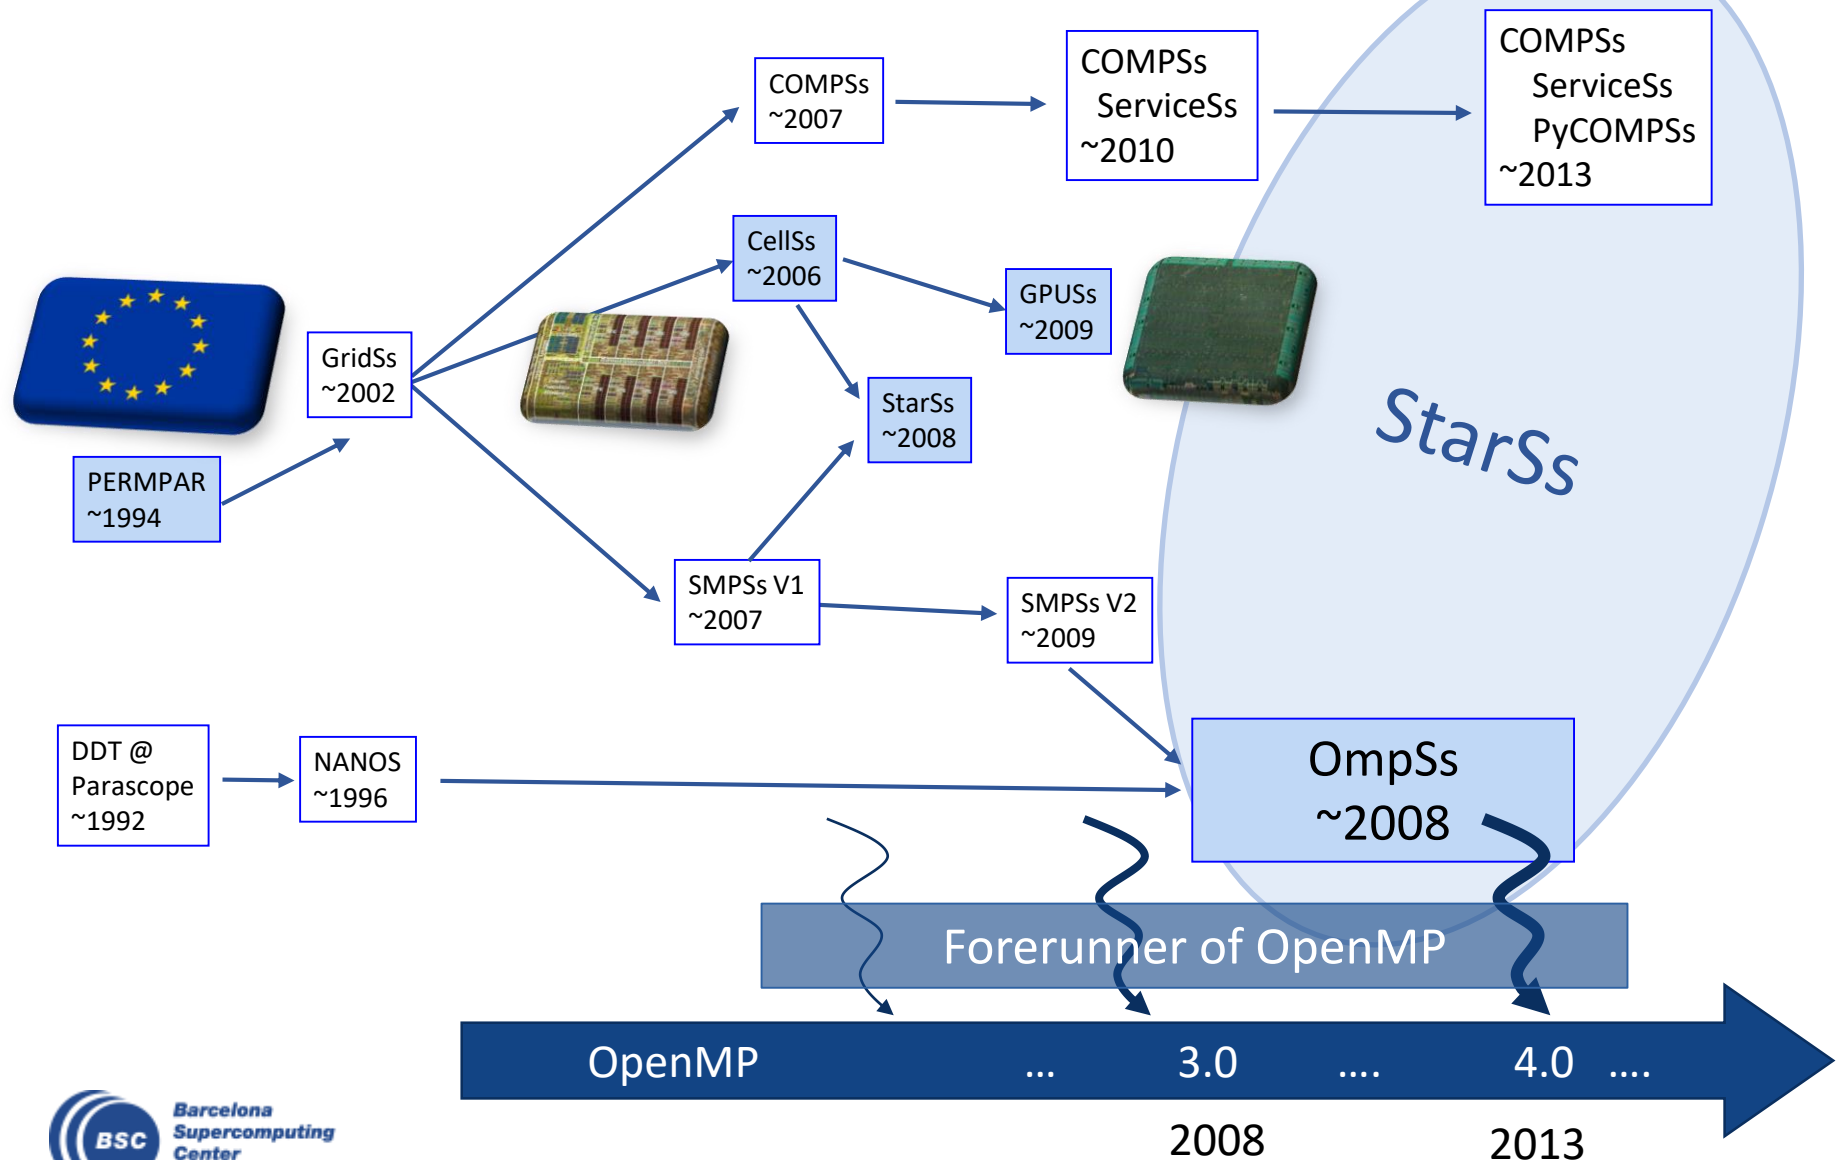 COMPSs
~2007
COMPSs
ServiceSs
~2010
COMPSs
ServiceSs
PyCOMPSs
~2013
CellSs
~2006
GPUSs
~2009
GridSs
~2002
StarSs
~2008
StarSs
PERMPAR
~1994
SMPSs V1
~2007
SMPSs V2
~2009
DDT @
Parascope
~1992
NANOS
~1996
OmpSs
~2008
Forerunner of OpenMP
OpenMP ... 3.0 .... 4.0 ....
2008 2013
BSC
Barcelona
Supercomputing
Center